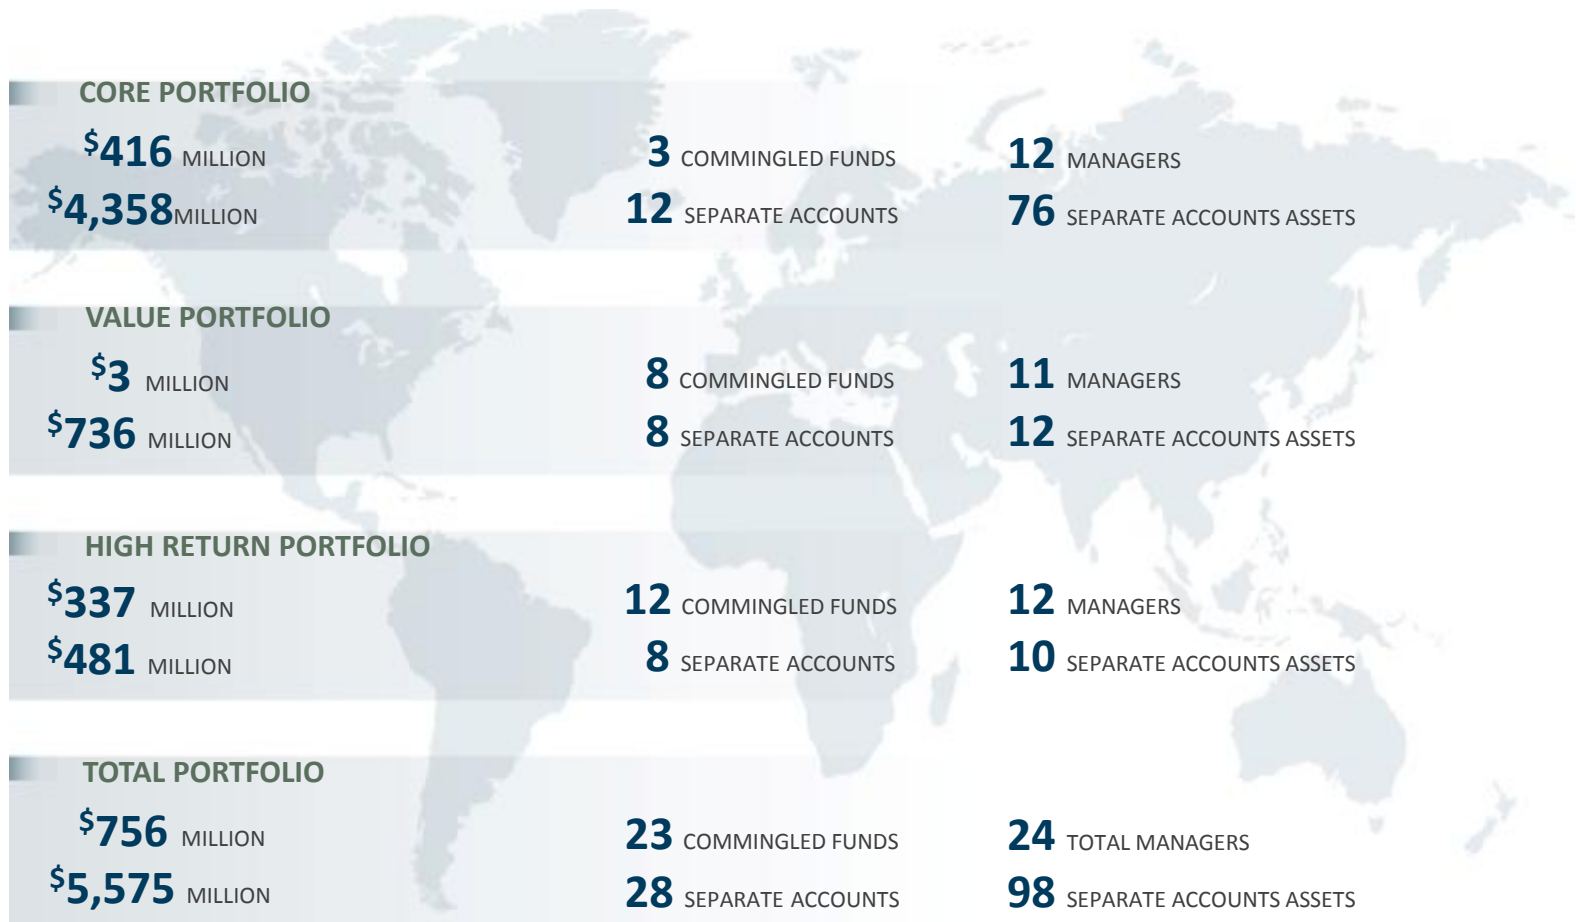 CORE PORTFOLIO
$416 MILLION 3 COMMINGLED FUNDS 12 MANAGERS
$4,358MILLION 12 SEPARATE ACCOUNTS 76 SEPARATE ACCOUNTS ASSETS
VALUE PORTFOLIO
$3 MILLION 8 COMMINGLED FUNDS 11 MANAGERS
$736 MILLION 8 SEPARATE ACCOUNTS 12 SEPARATE ACCOUNTS ASSETS
HIGH RETURN PORTFOLIO
$337 MILLION 12 COMMINGLED FUNDS 12 MANAGERS
$481 MILLION 8 SEPARATE ACCOUNTS 10 SEPARATE ACCOUNTS ASSETS
TOTAL PORTFOLIO
$756 MILLION 23 COMMINGLED FUNDS 24 TOTAL MANAGERS
$5,575 MILLION 28 SEPARATE ACCOUNTS 98 SEPARATE ACCOUNTS ASSETS